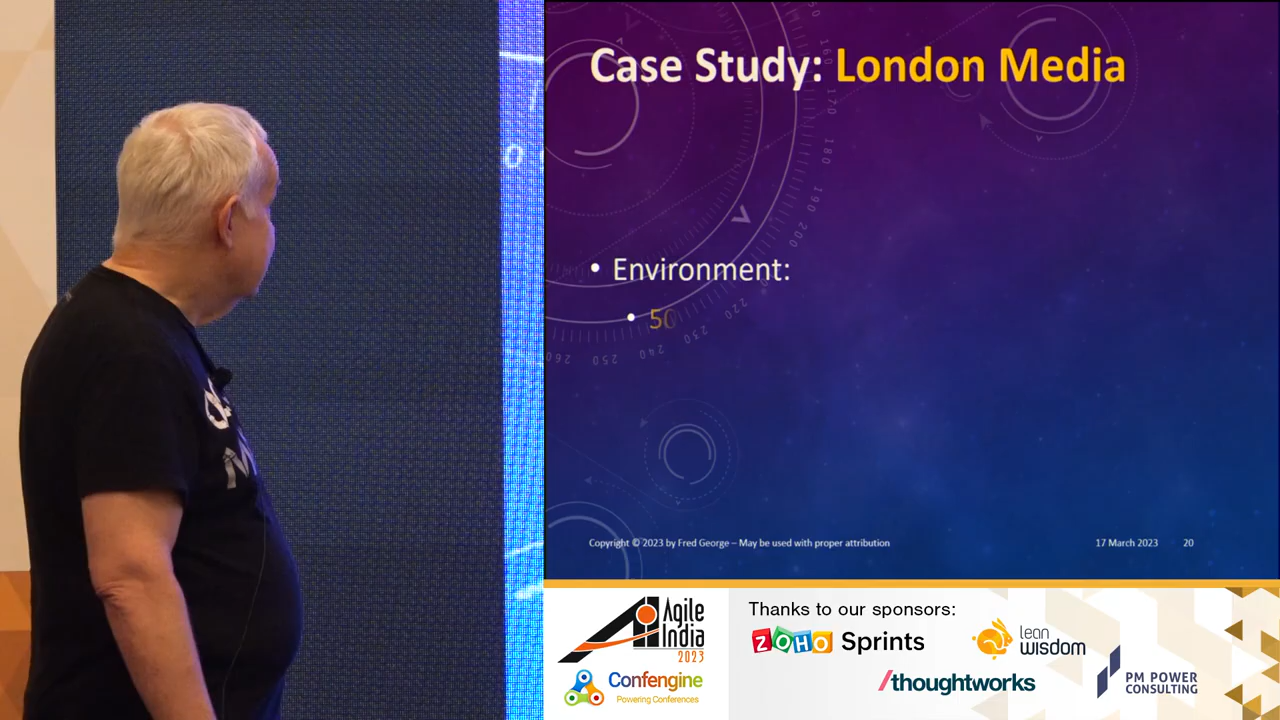 Case Study: London Media
• Environment:
• 50
Copyright © 2023 by Fred George – May be used with proper attribution
17 March 2023
20
Agile
India
2023
Confengine
Powering Conferences
Thanks to our sponsors:
ZOHO Sprints
lean
wisdom
/thoughtworks
PM POWER
CONSULTING